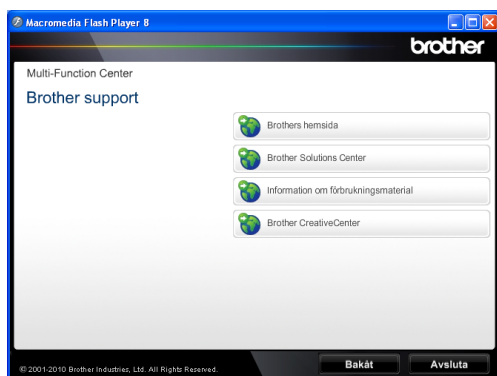 Macromedia Flash Player 8
brother
Multi-Function Center
Brother support
Brothers hemsida
Brother Solutions Center
Information om förbrukningsmaterial
Brother CreativeCenter
© 2001-2010 Brother Industries, Ltd. All Rights Reserved.
Bakåt
Avsluta